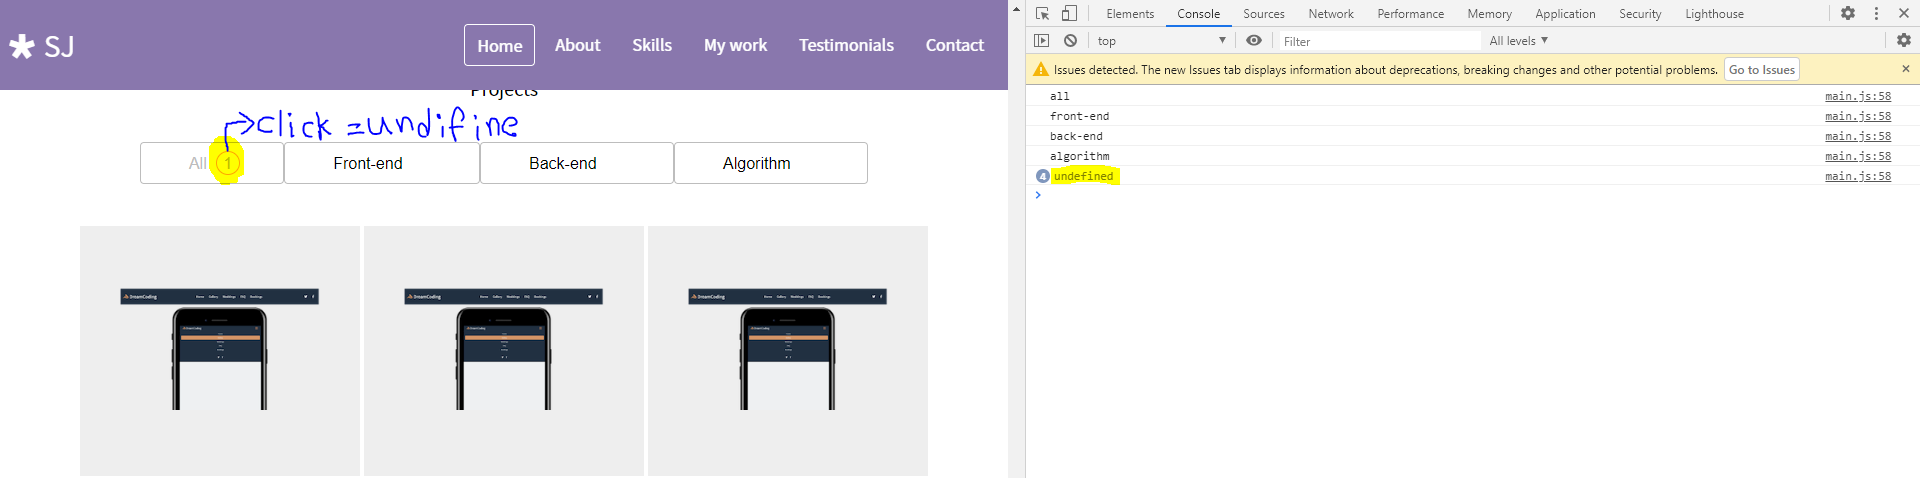 SJ
Home About Skills My work Testimonials Contact
Projects
click = undifine
All 1 Front-end Back-end Algorithm
DreamCoding
DreamCoding
DreamCoding
Elements Console Sources Network Performance Memory Application Security Lighthouse
top Filter All levels
Issues detected. The new Issues tab displays information about deprecations, breaking changes and other potential problems. Go to Issues
all main.js:58
front-end main.js:58
back-end main.js:58
algorithm main.js:58
4 undefined main.js:58